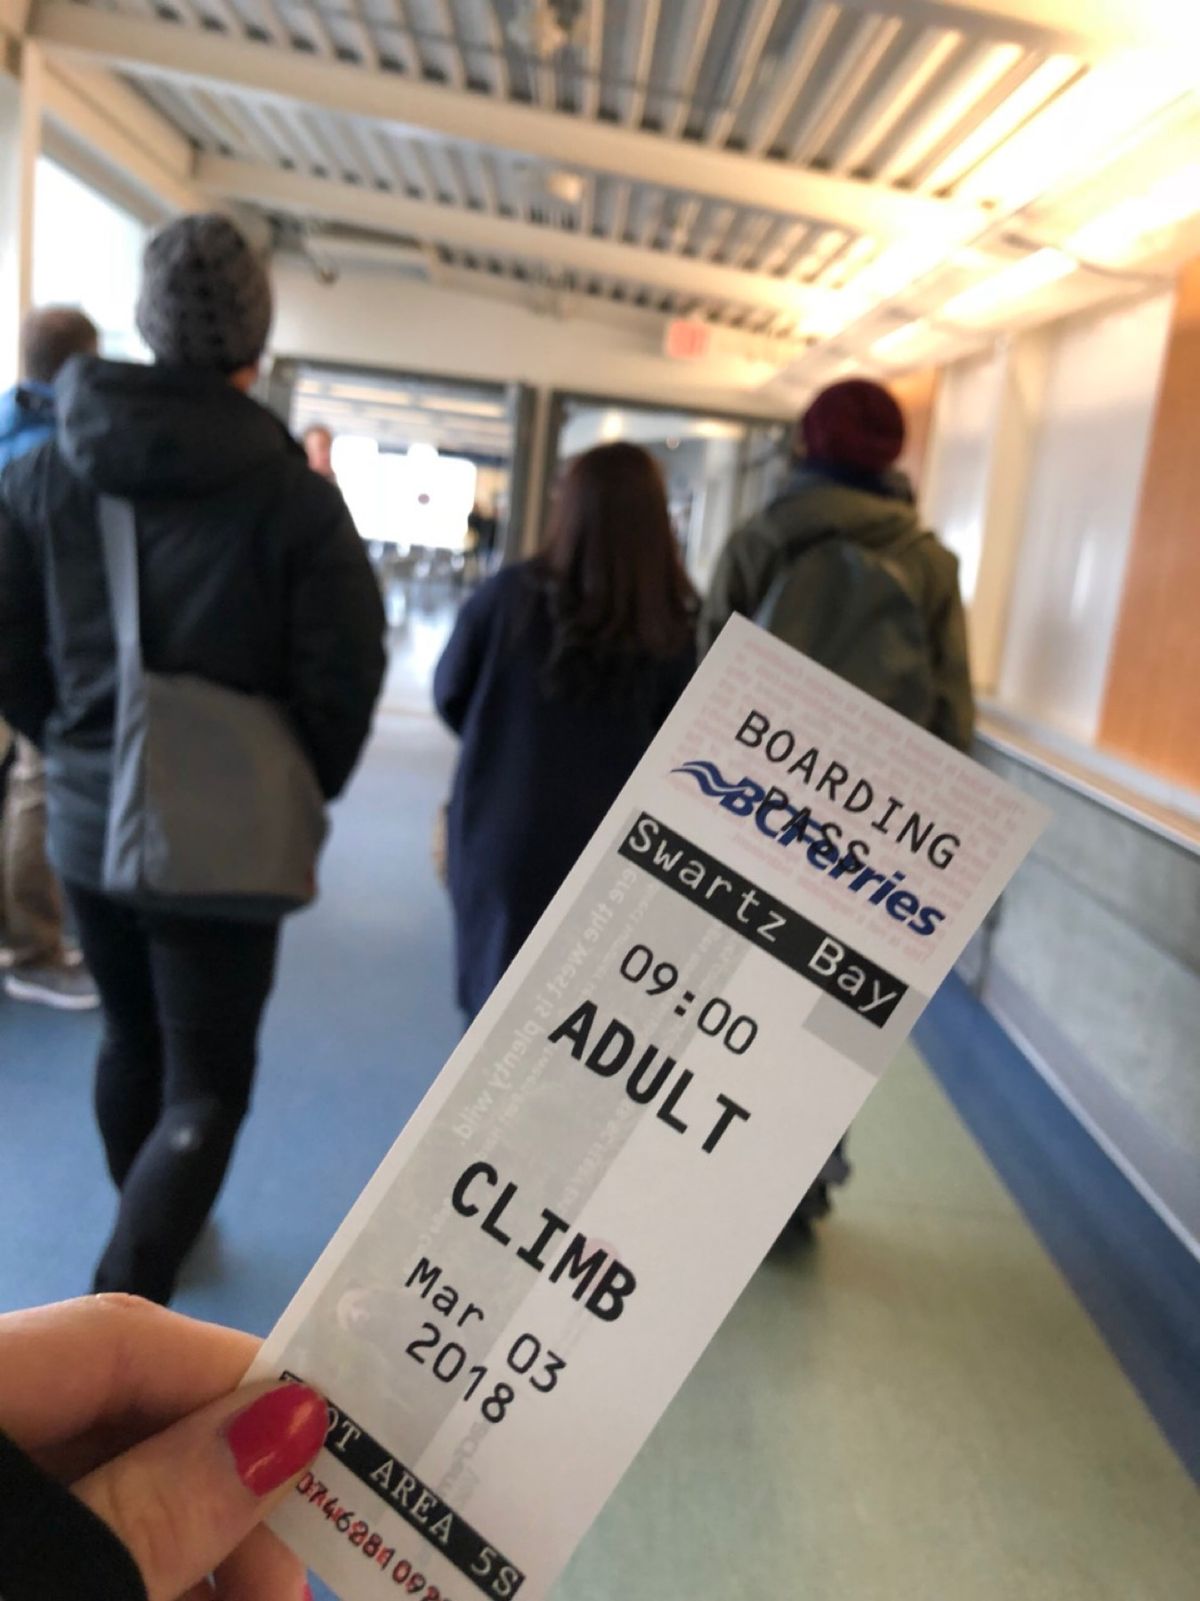 BOARDING
PASS
BCFerries
Swartz Bay
09:00
ADULT
CLIMB
Mar 03
2018
AREA 5S